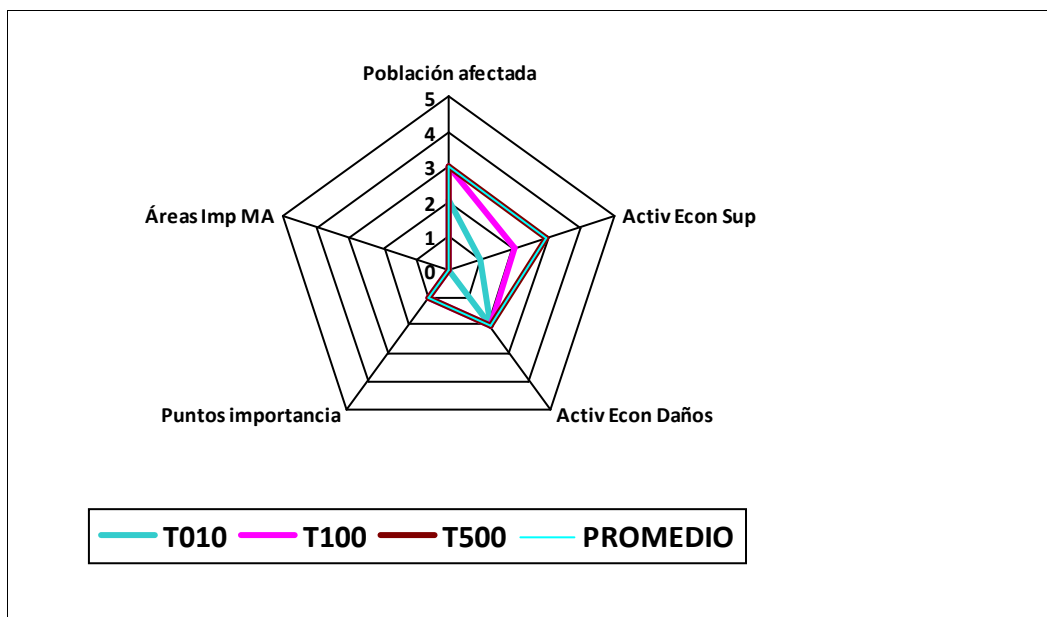 Población afectada
5
4
3
2
1
0
Áreas Imp MA
Activ Econ Sup
Puntos importancia
Activ Econ Daños
T010 T100 T500 PROMEDIO